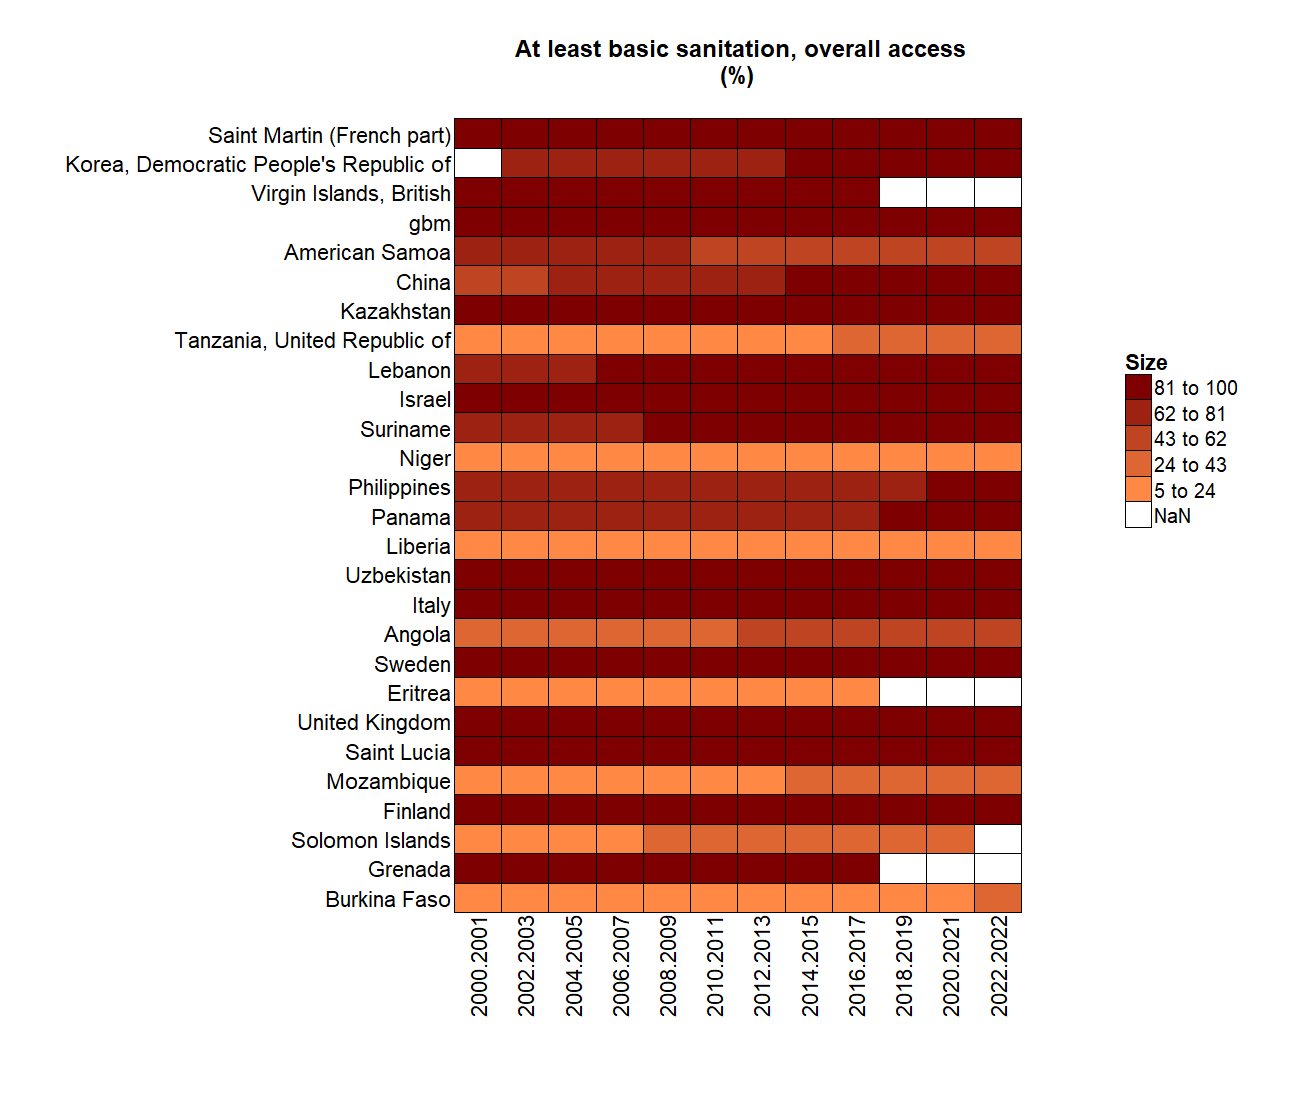 At least basic sanitation, overall access
(%)
Saint Martin (French part)
Korea, Democratic People's Republic of
Virgin Islands, British
gbm
American Samoa
China
Kazakhstan
Tanzania, United Republic of
Lebanon
Israel
Suriname
Niger
Philippines
Panama
Liberia
Uzbekistan
Italy
Angola
Sweden
Eritrea
United Kingdom
Saint Lucia
Mozambique
Finland
Solomon Islands
Grenada
Burkina Faso
2000.2001
2002.2003
2004.2005
2006.2007
2008.2009
2010.2011
2012.2013
2014.2015
2016.2017
2018.2019
2020.2021
2022.2022
Size
81 to 100
62 to 81
43 to 62
24 to 43
5 to 24
NaN